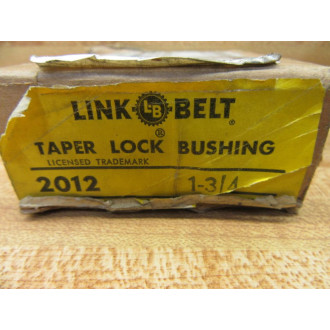 LINK LB BELT
®
TAPER LOCK BUSHING
LICENSED TRADEMARK
2012 1-3/4